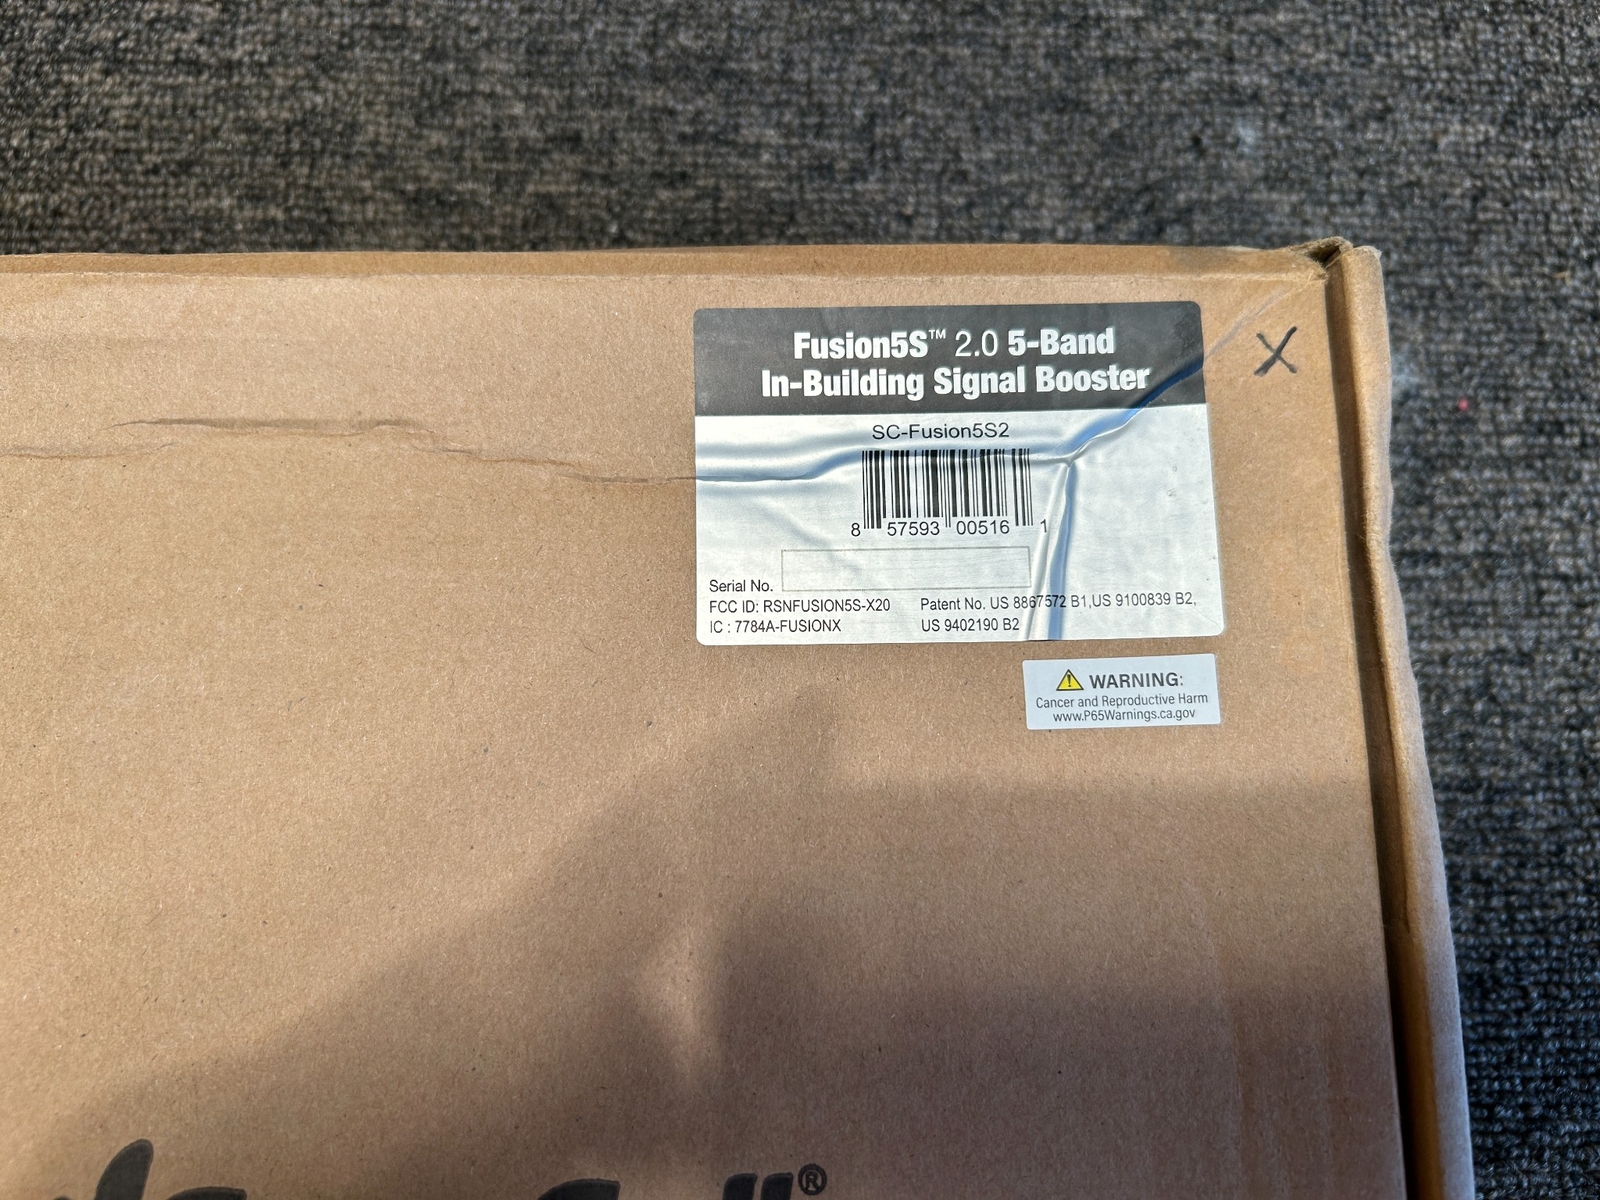 Fusion5S™ 2.0 5-Band
In-Building Signal Booster
X
SC-Fusion5S2
8 57593 00516 1
Serial No.
FCC ID: RSNFUSION5S-X20
IC : 7784A-FUSIONX
Patent No. US 8867572 B1,US 9100839 B2,
US 9402190 B2
WARNING:
Cancer and Reproductive Harm
www.P65Warnings.ca.gov
®